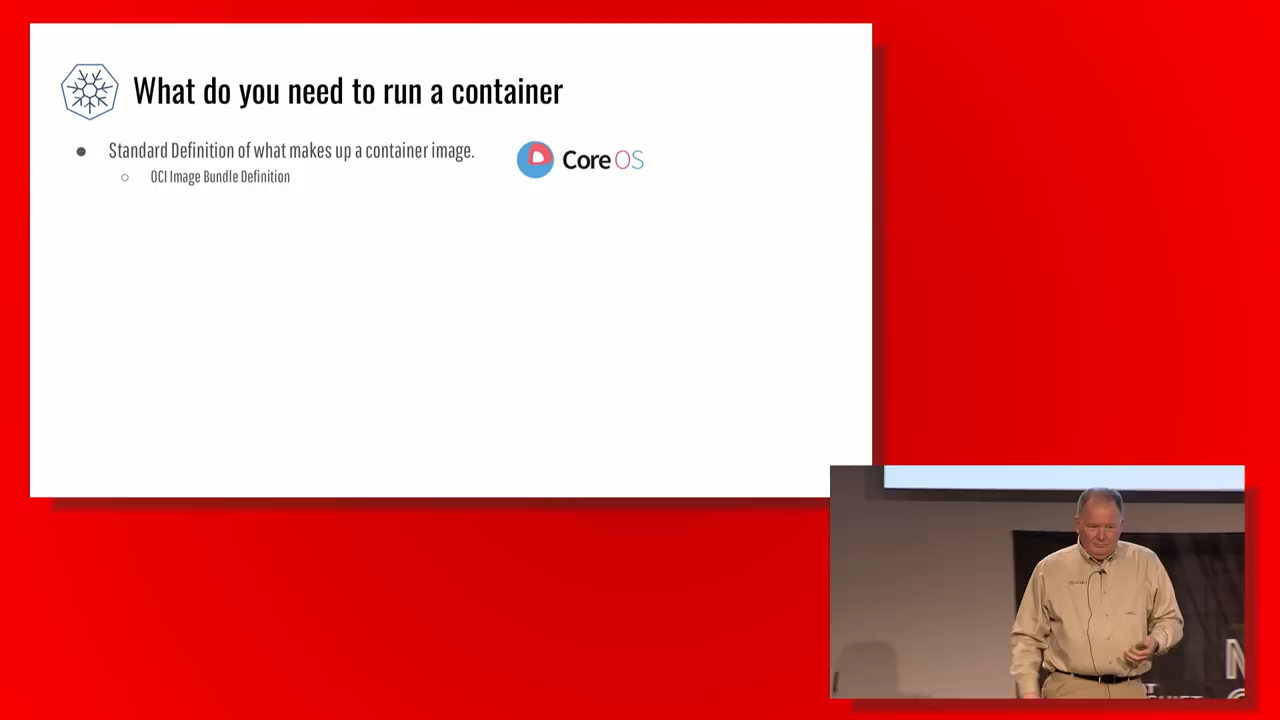 What do you need to run a container
● Standard Definition of what makes up a container image.
○ OCI Image Bundle Definition
Core OS
N